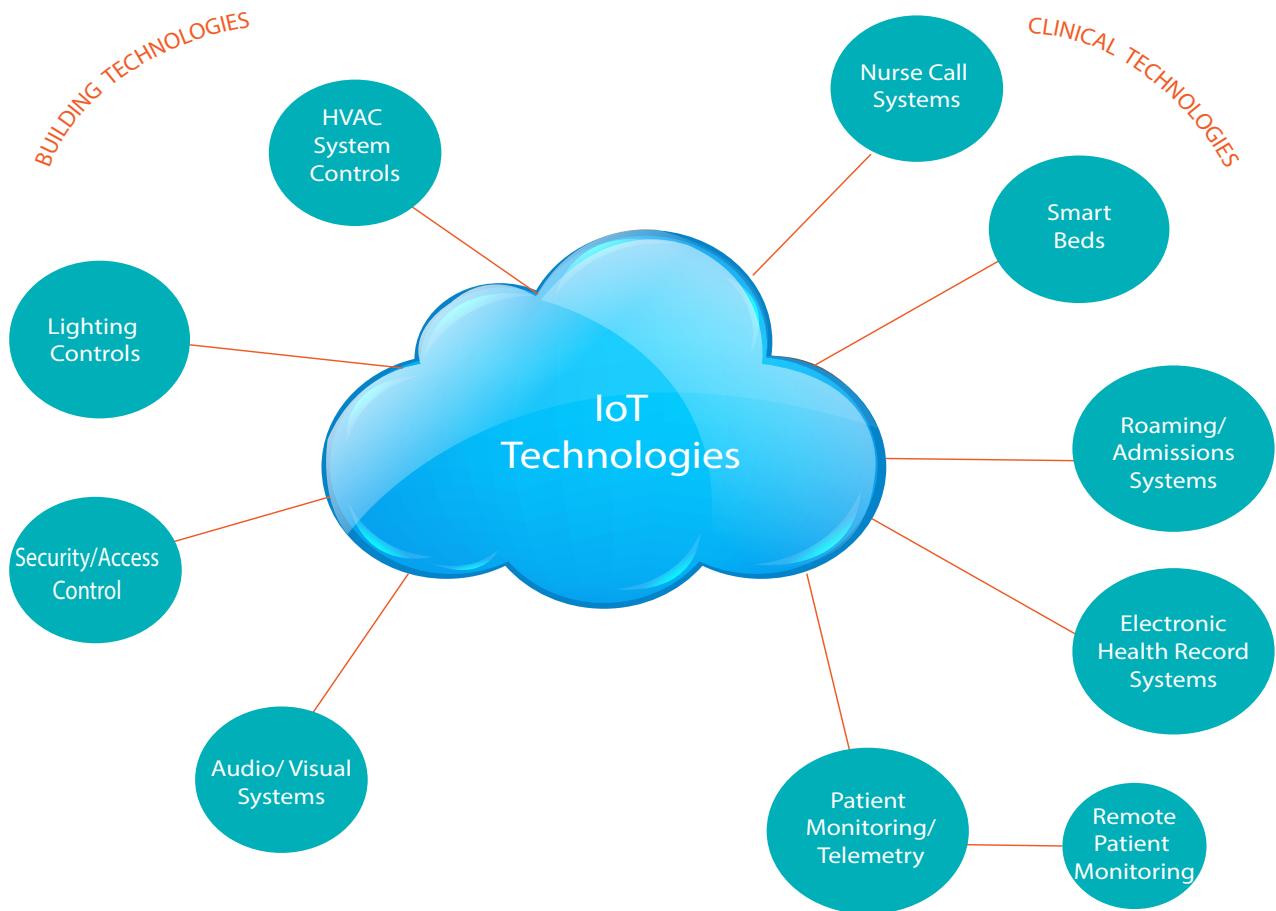 BUILDING TECHNOLOGIES
CLINICAL TECHNOLOGIES
HVAC
System
Controls
Lighting
Controls
Security/Access
Control
Audio/ Visual
Systems
IoT
Technologies
Nurse Call
Systems
Smart
Beds
Roaming/
Admissions
Systems
Electronic
Health Record
Systems
Patient
Monitoring/
Telemetry
Remote
Patient
Monitoring